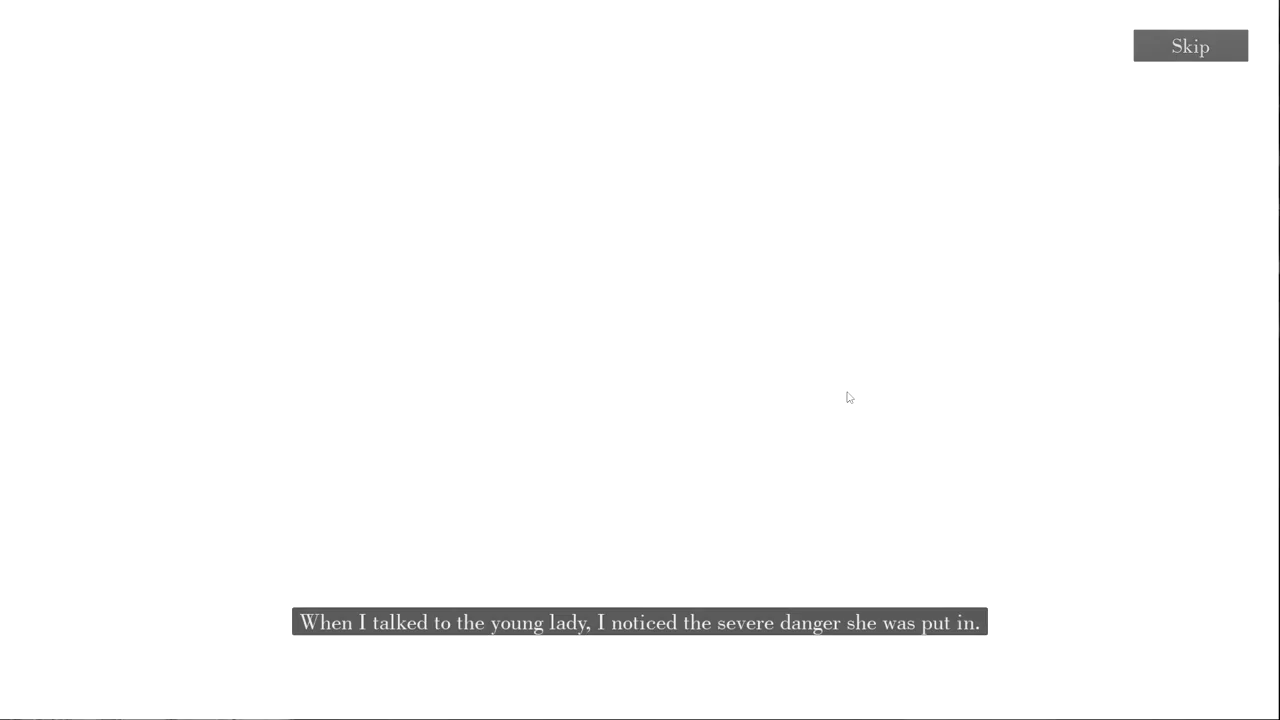 Skip
When I talked to the young lady, I noticed the severe danger she was put in.